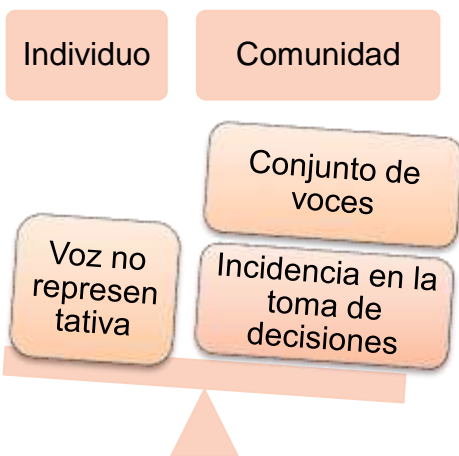 Individuo
Comunidad
Conjunto de
voces
Voz no
represen
tativa
Incidencia en la
toma de
decisiones